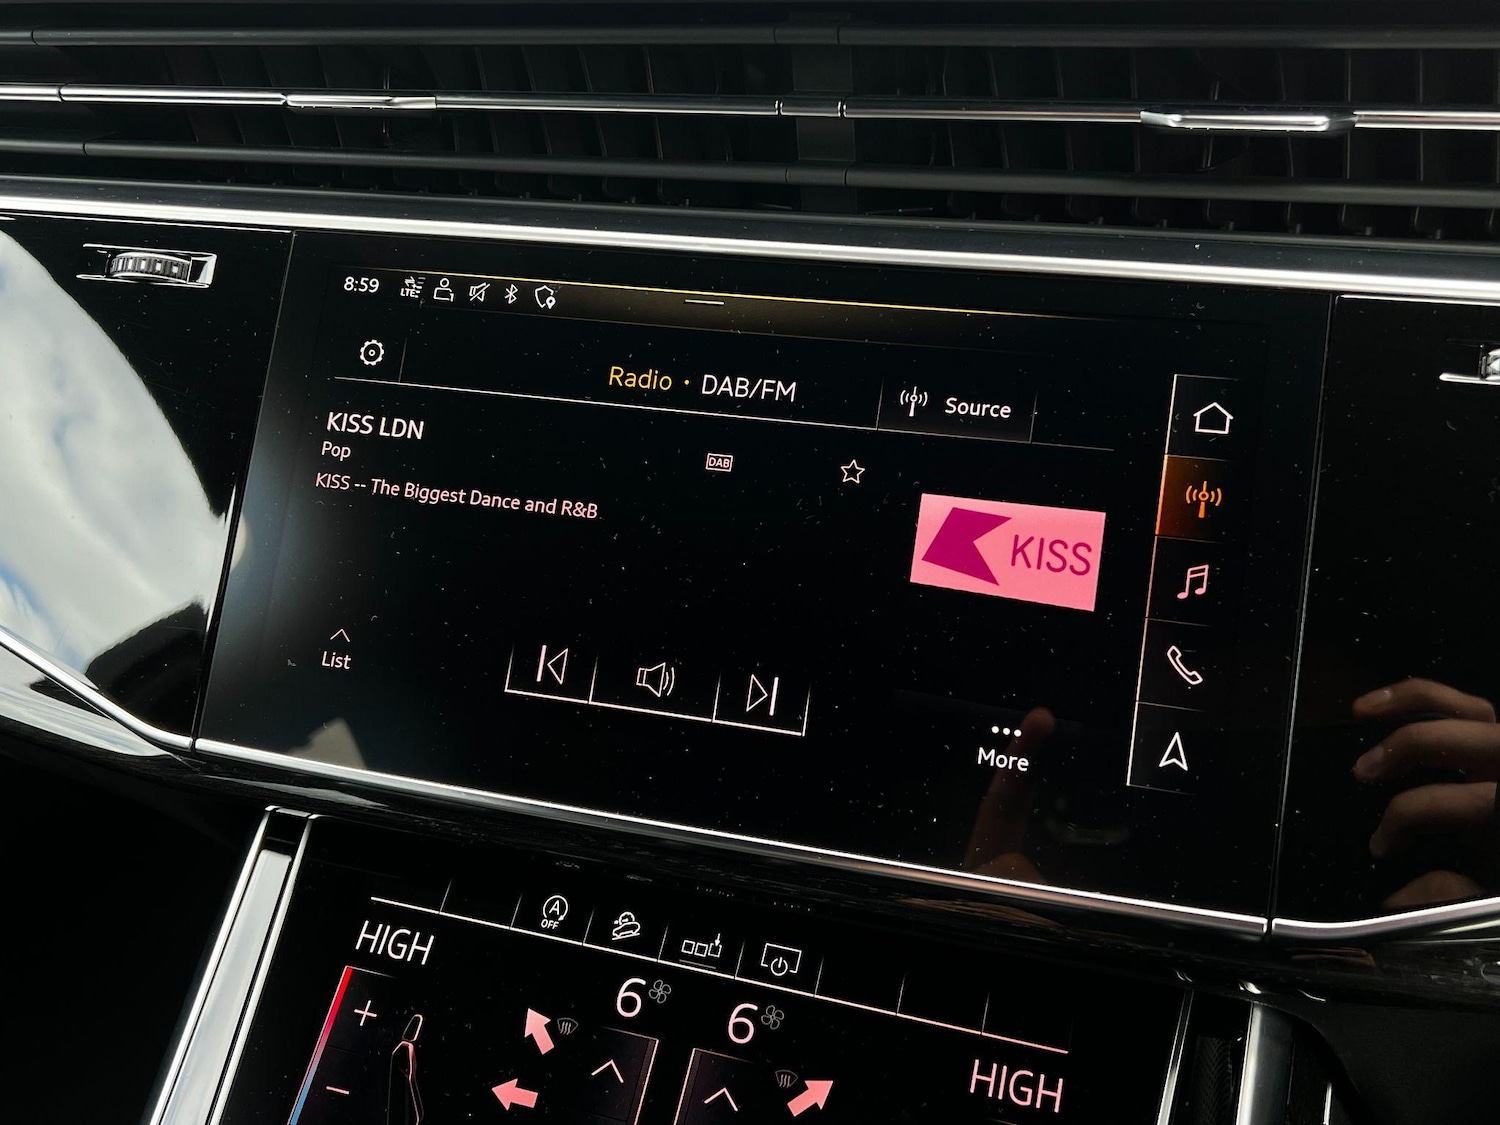 8:59 LTE
Radio · DAB/FM
Source
KISS LDN
Pop
DAB
KISS -- The Biggest Dance and R&B
KISS
List
More
A
OFF
HIGH
6
6
HIGH